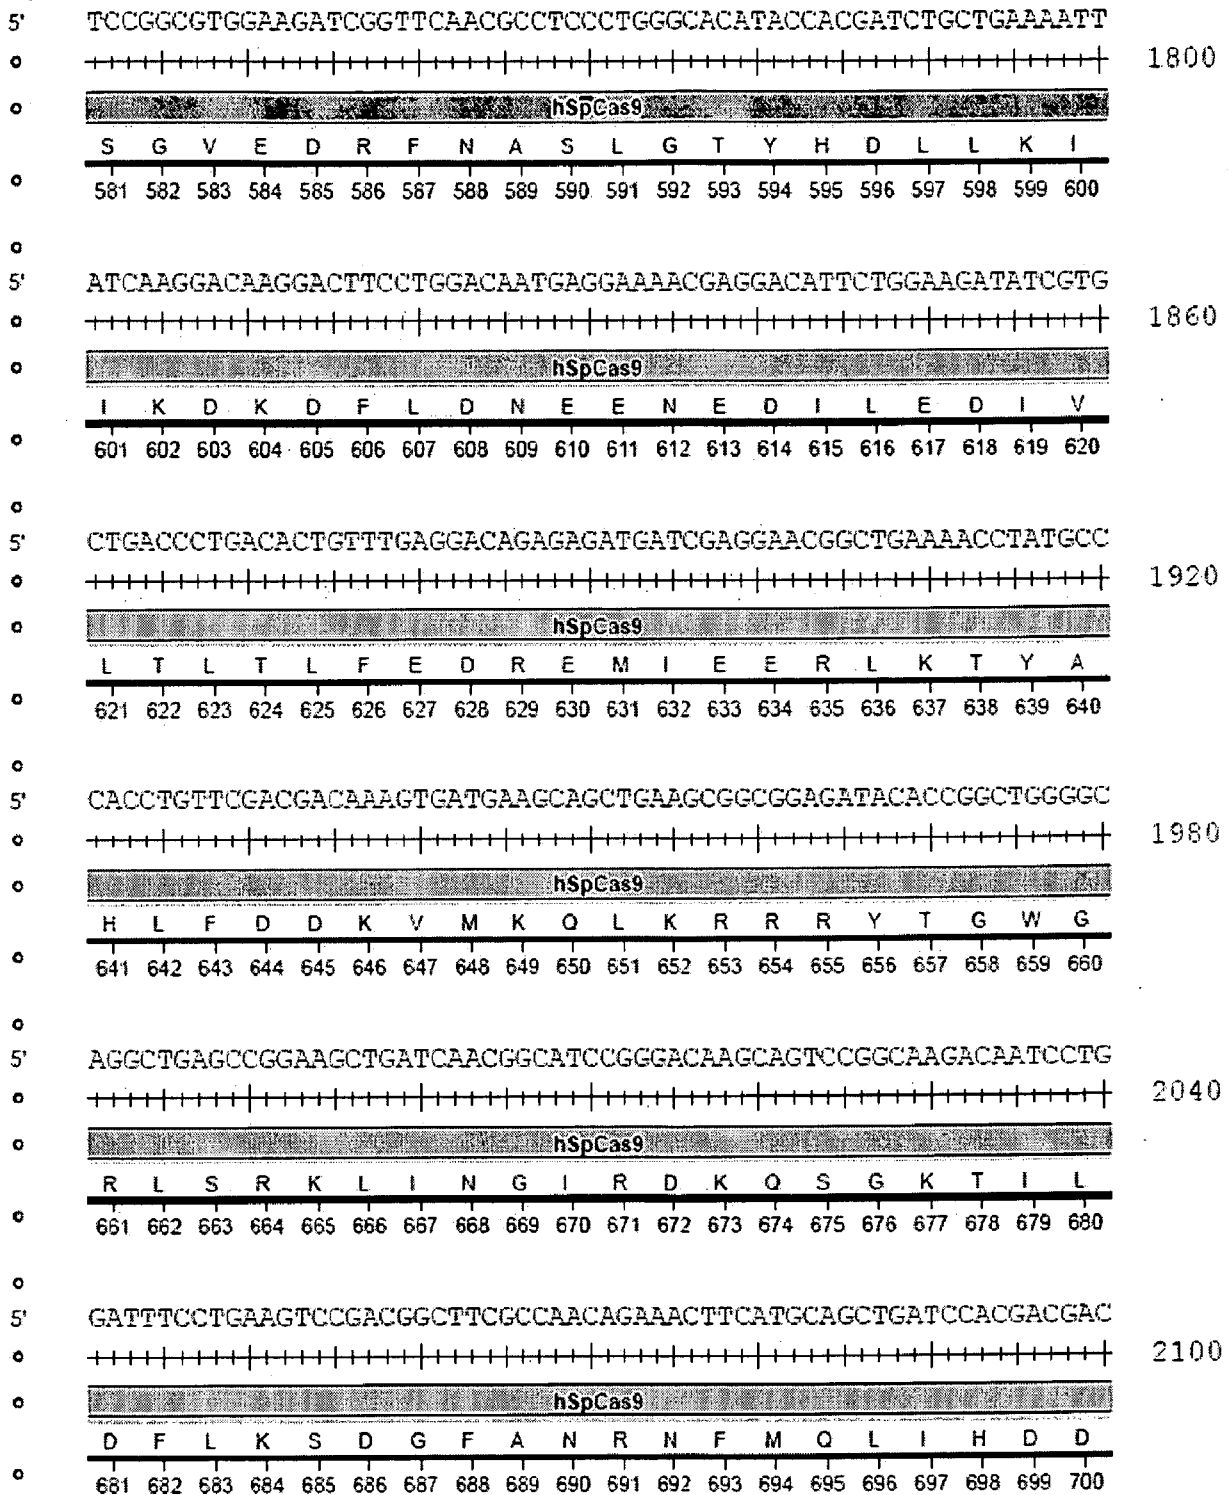 5' TCCGGCGTGGAAGATCGGTTCAACGCCTCCCTGGGCACATACCACGATCTGCTGAAAATT
1800
hSpCas9
S G V E D R F N A S L G T Y H D L L K I
581 582 583 584 585 586 587 588 589 590 591 592 593 594 595 596 597 598 599 600
5' ATCAAGGACAAGGACTTCCTGGACAATGAGGAAAACGAGGACATTCTGGAAGATATCGTG
1860
hSpCas9
I K D K D F L D N E E N E D I L E D I V
601 602 603 604 605 606 607 608 609 610 611 612 613 614 615 616 617 618 619 620
5' CTGACCCTGACACTGTTTGAGGACAGAGAGATGATCGAGGAACGGCTGAAAACCTATGCC
1920
hSpCas9
L T L T L F E D R E M I E E R L K T Y A
621 622 623 624 625 626 627 628 629 630 631 632 633 634 635 636 637 638 639 640
5' CACCTGTTCGACGACAAAGTGATGAAGCAGCTGAAGCGGCGGAGATACACCGGCTGGGGC
1980
hSpCas9
H L F D D K V M K Q L K R R R Y T G W G
641 642 643 644 645 646 647 648 649 650 651 652 653 654 655 656 657 658 659 660
5' AGGCTGAGCCGGAAGCTGATCAACGGCATCCGGGACAAGCAGTCCGGCAAGACAATCCTG
2040
hSpCas9
R L S R K L I N G I R D K Q S G K T I L
661 662 663 664 665 666 667 668 669 670 671 672 673 674 675 676 677 678 679 680
5' GATTTCCTGAAGTCCGACGGCTTCGCCAACAGAAACTTCATGCAGCTGATCCACGACGAC
2100
hSpCas9
D F L K S D G F A N R N F M Q L I H D D
681 682 683 684 685 686 687 688 689 690 691 692 693 694 695 696 697 698 699 700